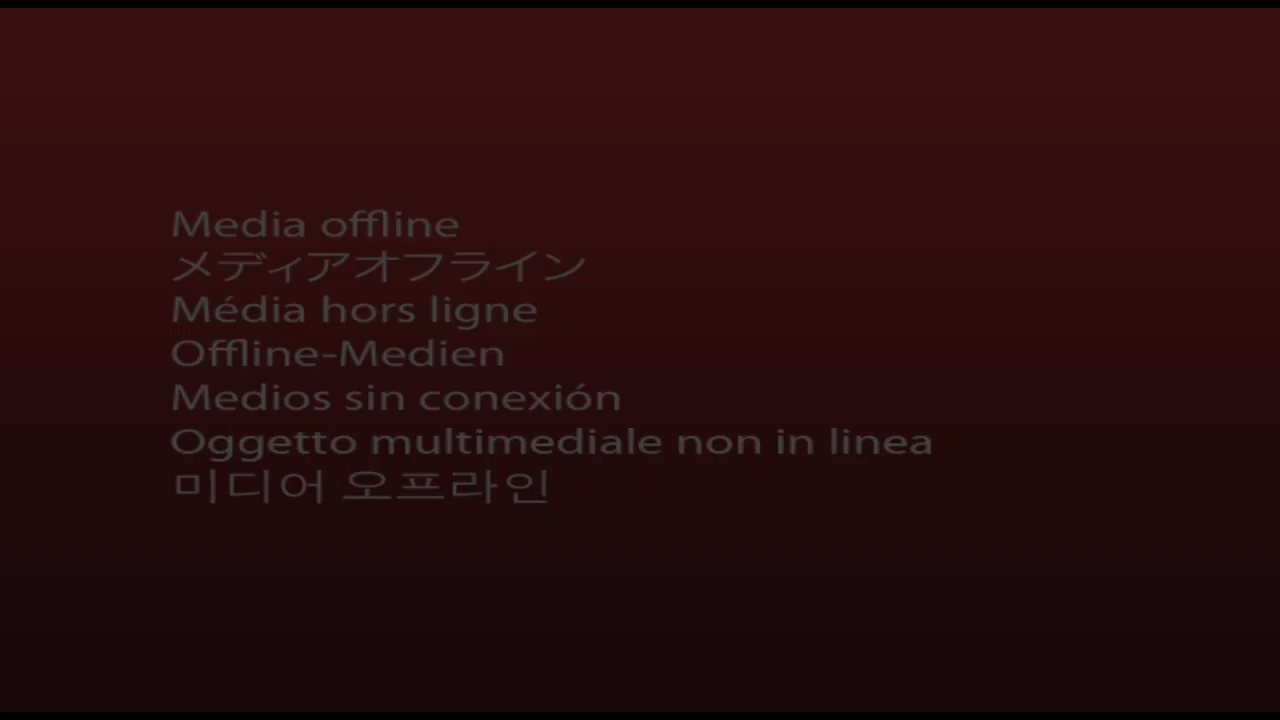 Media offline
メディアオフライン
Média hors ligne
Offline-Medien
Medios sin conexión
Oggetto multimediale non in linea
미디어 오프라인